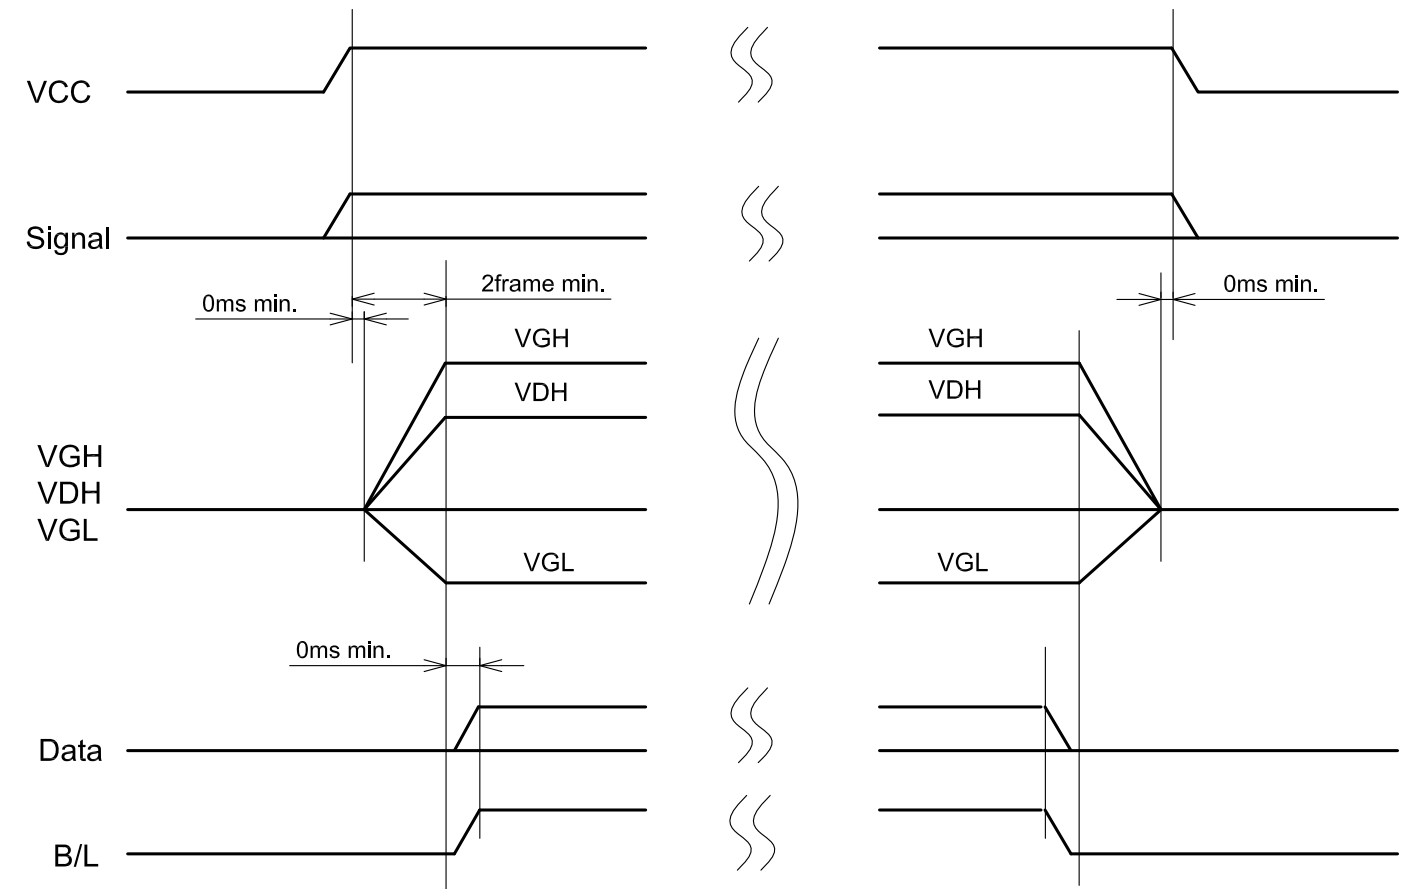 VCC
Signal
0ms min.
2frame min.
0ms min.
VGH
VGH
VDH
VDH
VGH
VDH
VGL
VGL
VGL
0ms min.
Data
B/L